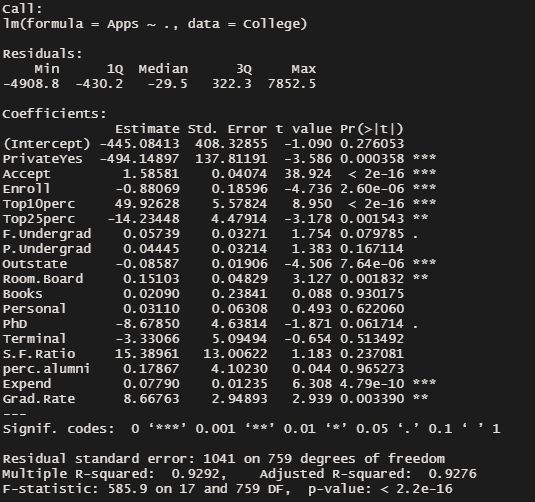 Call:
lm(formula = Apps ~ ., data = College)
Residuals:
    Min      1Q  Median      3Q     Max
-4908.8  -430.2   -29.5   322.3  7852.5
Coefficients:
              Estimate Std. Error t value Pr(>|t|)
(Intercept) -445.08413  408.32855  -1.090 0.276053
PrivateYes  -494.14897  137.81191  -3.586 0.000358 ***
Accept         1.58581    0.04074  38.924  < 2e-16 ***
Enroll        -0.88069    0.18596  -4.736 2.60e-06 ***
Top10perc     49.92628    5.57824   8.950  < 2e-16 ***
Top25perc    -14.23448    4.47914  -3.178 0.001543 **
F.Undergrad    0.05739    0.03271   1.754 0.079785 .
P.Undergrad    0.04445    0.03214   1.383 0.167114
Outstate      -0.08587    0.01906  -4.506 7.64e-06 ***
Room.Board     0.15103    0.04829   3.127 0.001832 **
Books          0.02090    0.23841   0.088 0.930175
Personal       0.03110    0.06308   0.493 0.622060
PhD           -8.67850    4.63814  -1.871 0.061714 .
Terminal      -3.33066    5.09494  -0.654 0.513492
S.F.Ratio     15.38961   13.00622   1.183 0.237081
perc.alumni    0.17867    4.10230   0.044 0.965273
Expend         0.07790    0.01235   6.308 4.79e-10 ***
Grad.Rate      8.66763    2.94893   2.939 0.003390 **
---
Signif. codes:  0 ‘***’ 0.001 ‘**’ 0.01 ‘*’ 0.05 ‘.’ 0.1 ‘ ’ 1
Residual standard error: 1041 on 759 degrees of freedom
Multiple R-squared:  0.9292,    Adjusted R-squared:  0.9276
F-statistic: 585.9 on 17 and 759 DF,  p-value: < 2.2e-16